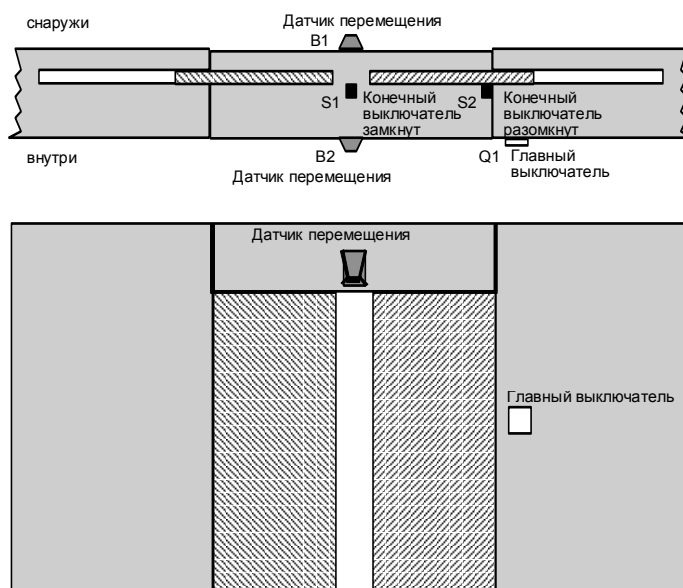 снаружи
Датчик перемещения
B1
S1
Конечный
выключатель
замкнут
S2
Конечный
выключатель
разомкнут
внутри
B2
Датчик перемещения
Q1
Главный
выключатель
Датчик перемещения
Главный выключатель